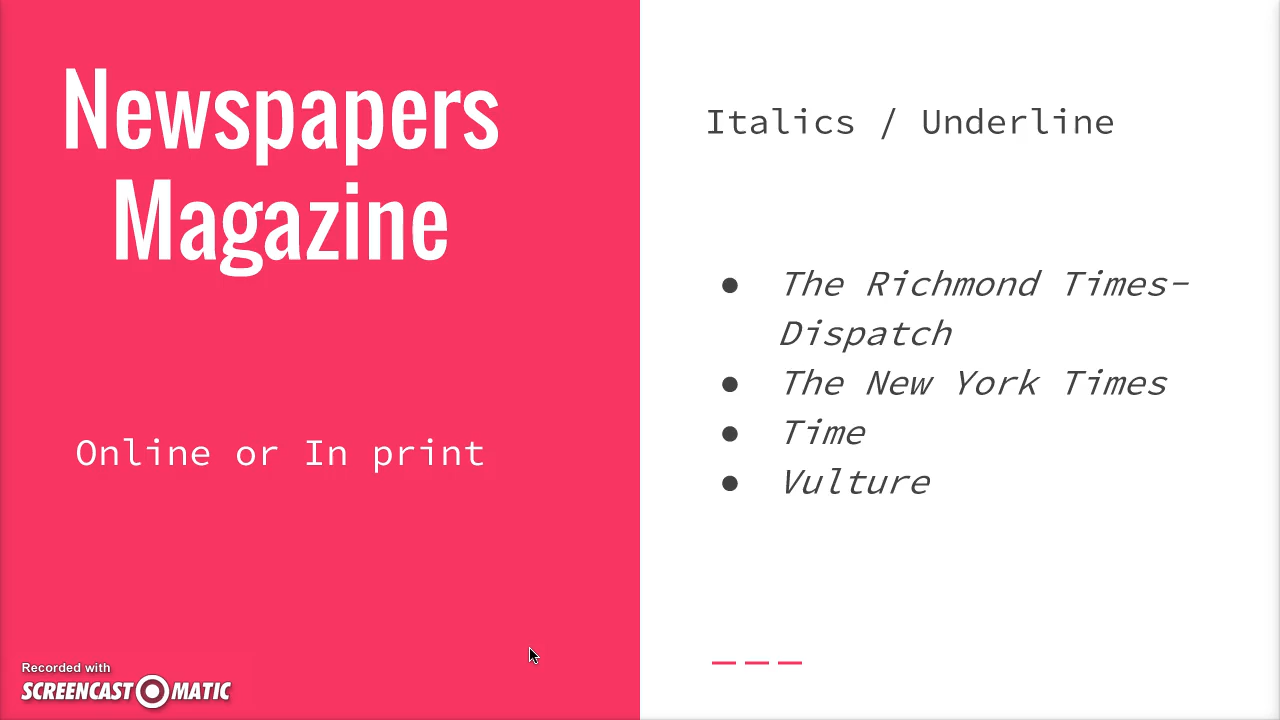 Newspapers
Magazine
Online or In print
Italics / Underline
● The Richmond Times-
Dispatch
● The New York Times
● Time
● Vulture
Recorded with
SCREENCAST MATIC